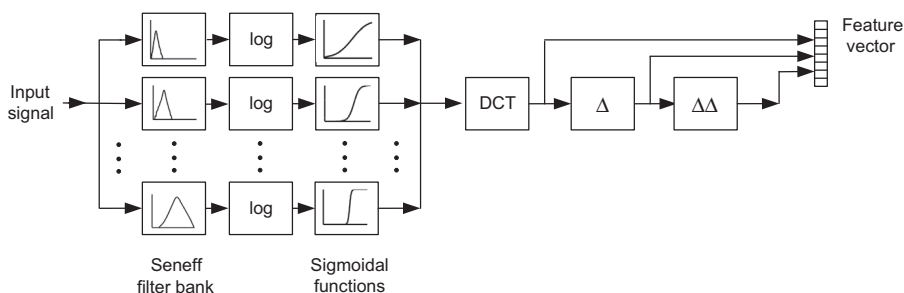 Input
signal
log
log
log
DCT
Δ
ΔΔ
Feature
vector
Seneff
filter bank
Sigmoidal
functions